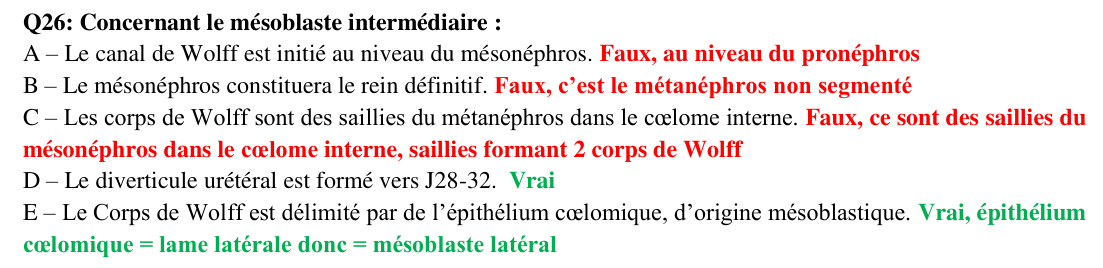 Q26: Concernant le mésoblaste intermédiaire :
A – Le canal de Wolff est initié au niveau du mésonéphros. Faux, au niveau du pronéphros
B – Le mésonéphros constituera le rein définitif. Faux, c’est le métanéphros non segmenté
C – Les corps de Wolff sont des saillies du métanéphros dans le cœlome interne. Faux, ce sont des saillies du
mésonéphros dans le cœlome interne, saillies formant 2 corps de Wolff
D – Le diverticule urétéral est formé vers J28-32. Vrai
E – Le Corps de Wolff est délimité par de l’épithélium cœlomique, d’origine mésoblastique. Vrai, épithélium
cœlomique = lame latérale donc = mésoblaste latéral